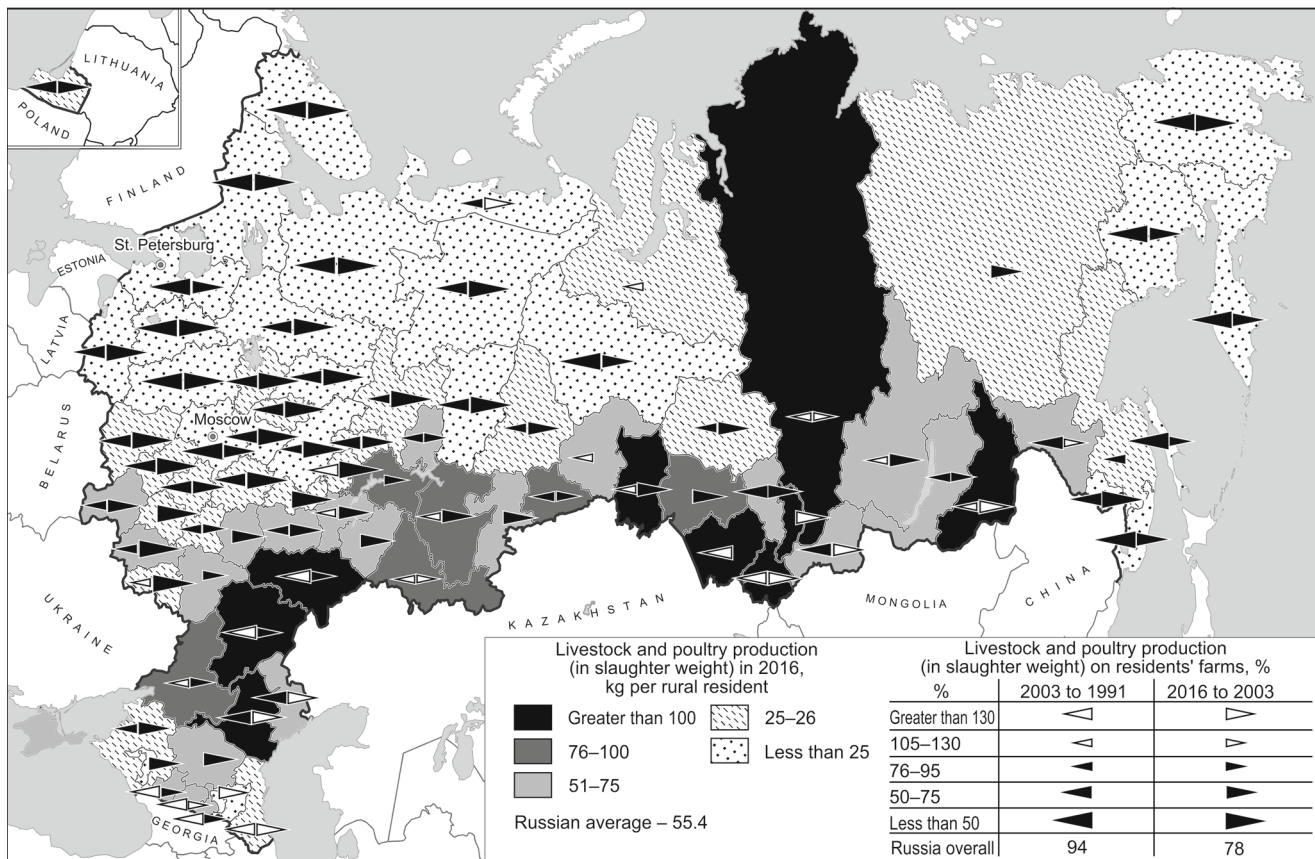 LITHUANIA
POLAND
FINLAND
St. Petersburg
ESTONIA
LATVIA
BELARUS
Moscow
UKRAINE
KAZAKHSTAN
MONGOLIA
CHINA
GEORGIA
Livestock and poultry production
(in slaughter weight) in 2016,
kg per rural resident
Greater than 100
76–100
51–75
25–26
Less than 25
Russian average – 55.4
Livestock and poultry production
(in slaughter weight) on residents' farms, %
% 2003 to 1991 2016 to 2003
Greater than 130
105–130
76–95
50–75
Less than 50
Russia overall 94 78